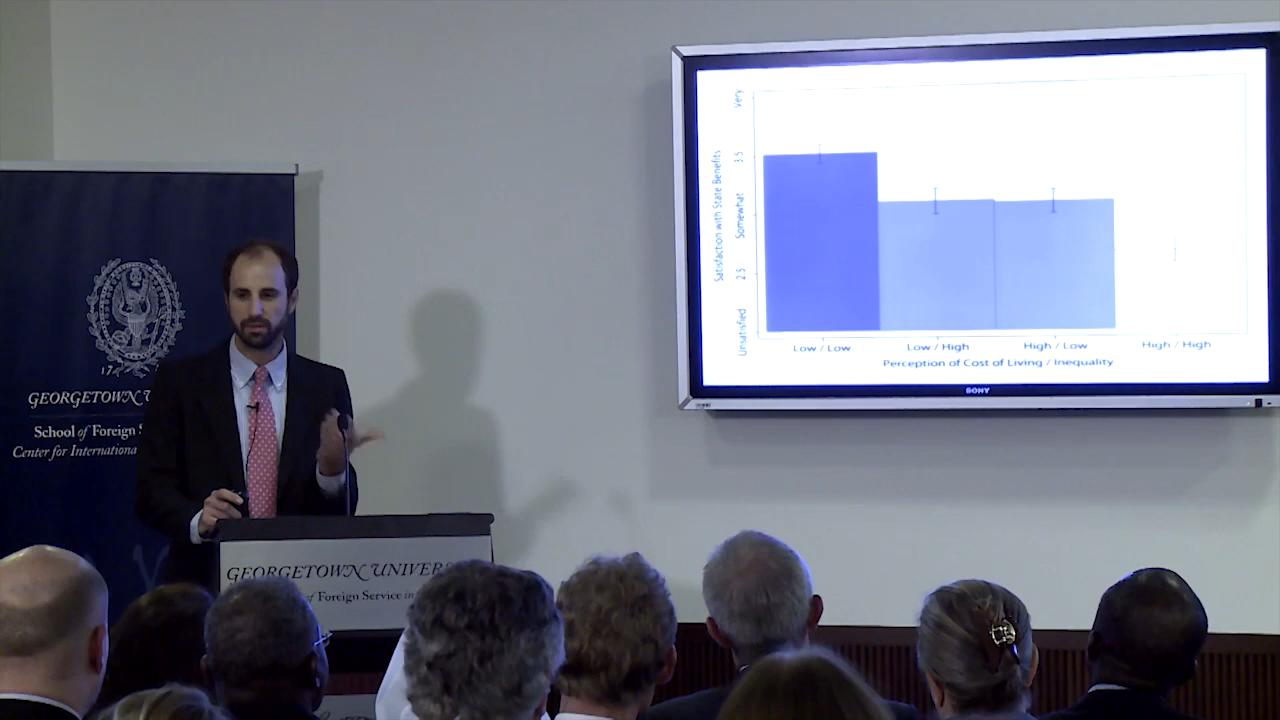 Very
3.5
Somewhat
2.5
Unsatisfied
Satisfaction with State Benefits
Low / Low
Low / High
High / Low
High / High
Perception of Cost of Living / Inequality
SONY
17
GEORGETOWN U
School of Foreign S
Center for Internationa
GEORGETOWN UNIVERS
of Foreign Service in